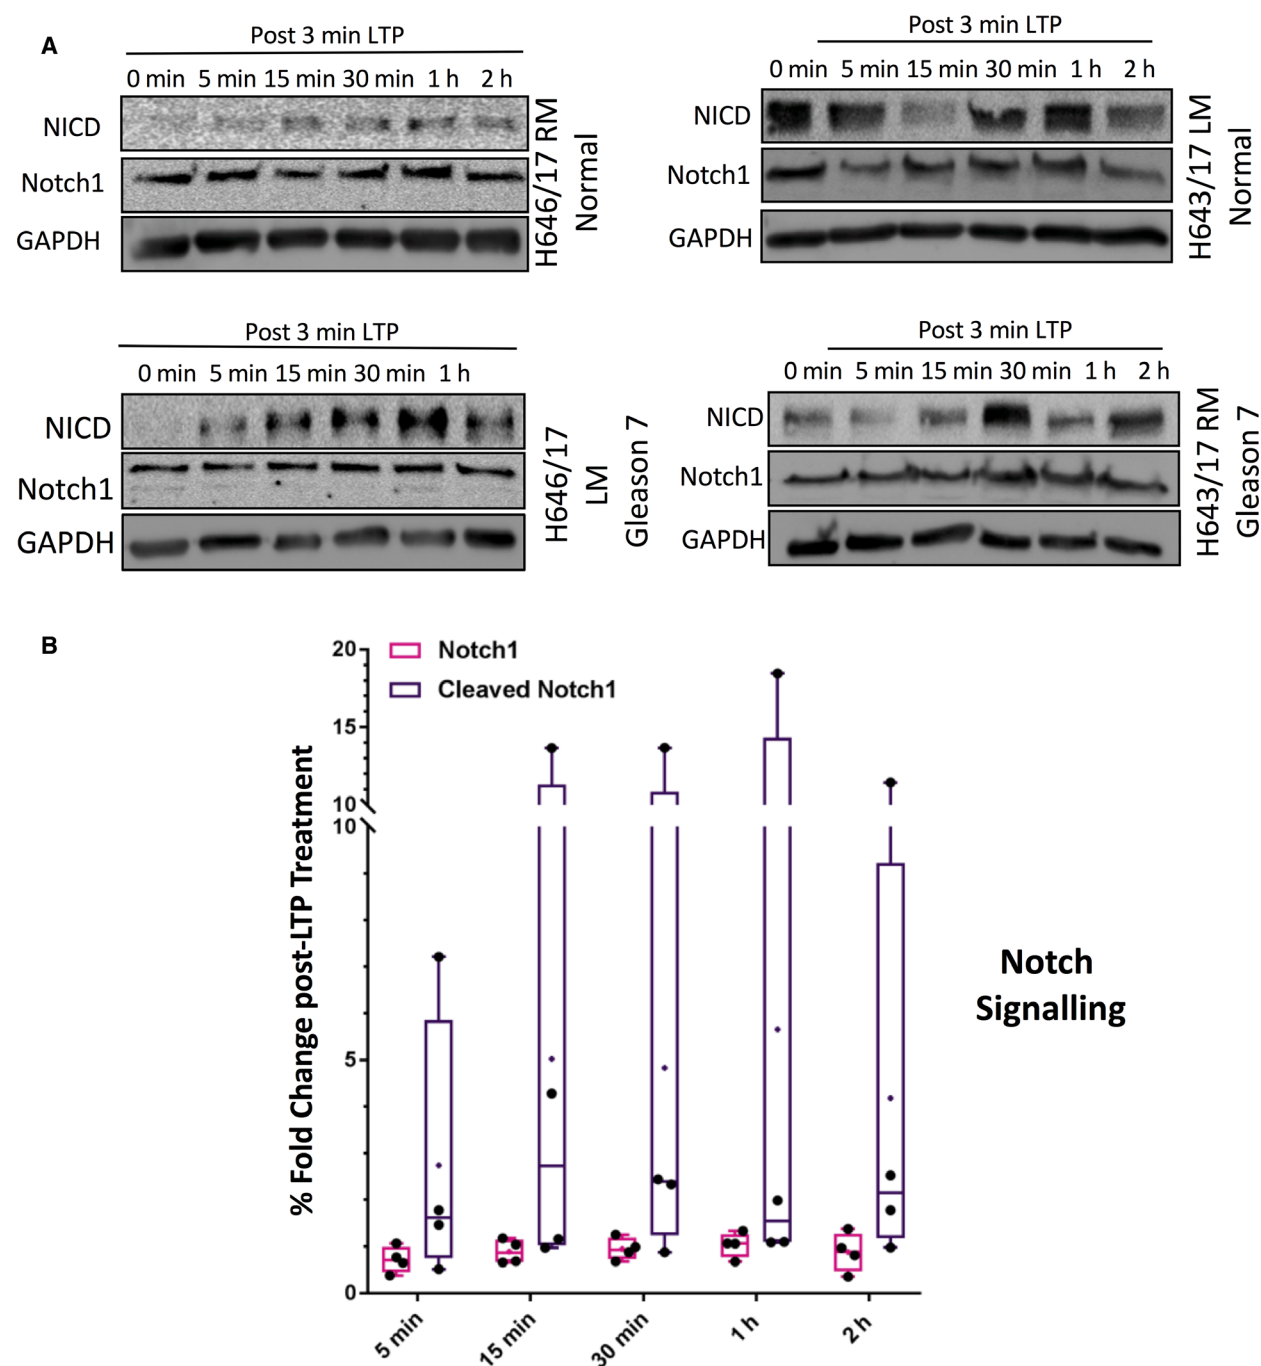 A
Post 3 min LTP
0 min 5 min 15 min 30 min 1 h 2 h
NICD
Notch1
GAPDH
H646/17 RM
Normal
Post 3 min LTP
0 min 5 min 15 min 30 min 1 h 2 h
NICD
Notch1
GAPDH
H643/17 LM
Normal
Post 3 min LTP
0 min 5 min 15 min 30 min 1 h
NICD
Notch1
GAPDH
H646/17
LM
Gleason 7
Post 3 min LTP
0 min 5 min 15 min 30 min 1 h 2 h
NICD
Notch1
GAPDH
H643/17 RM
Gleason 7
B
Notch1
Cleaved Notch1
% Fold Change post-LTP Treatment
20
15
10
10
5
0
5 min
15 min
30 min
1 h
2 h
Notch
Signalling